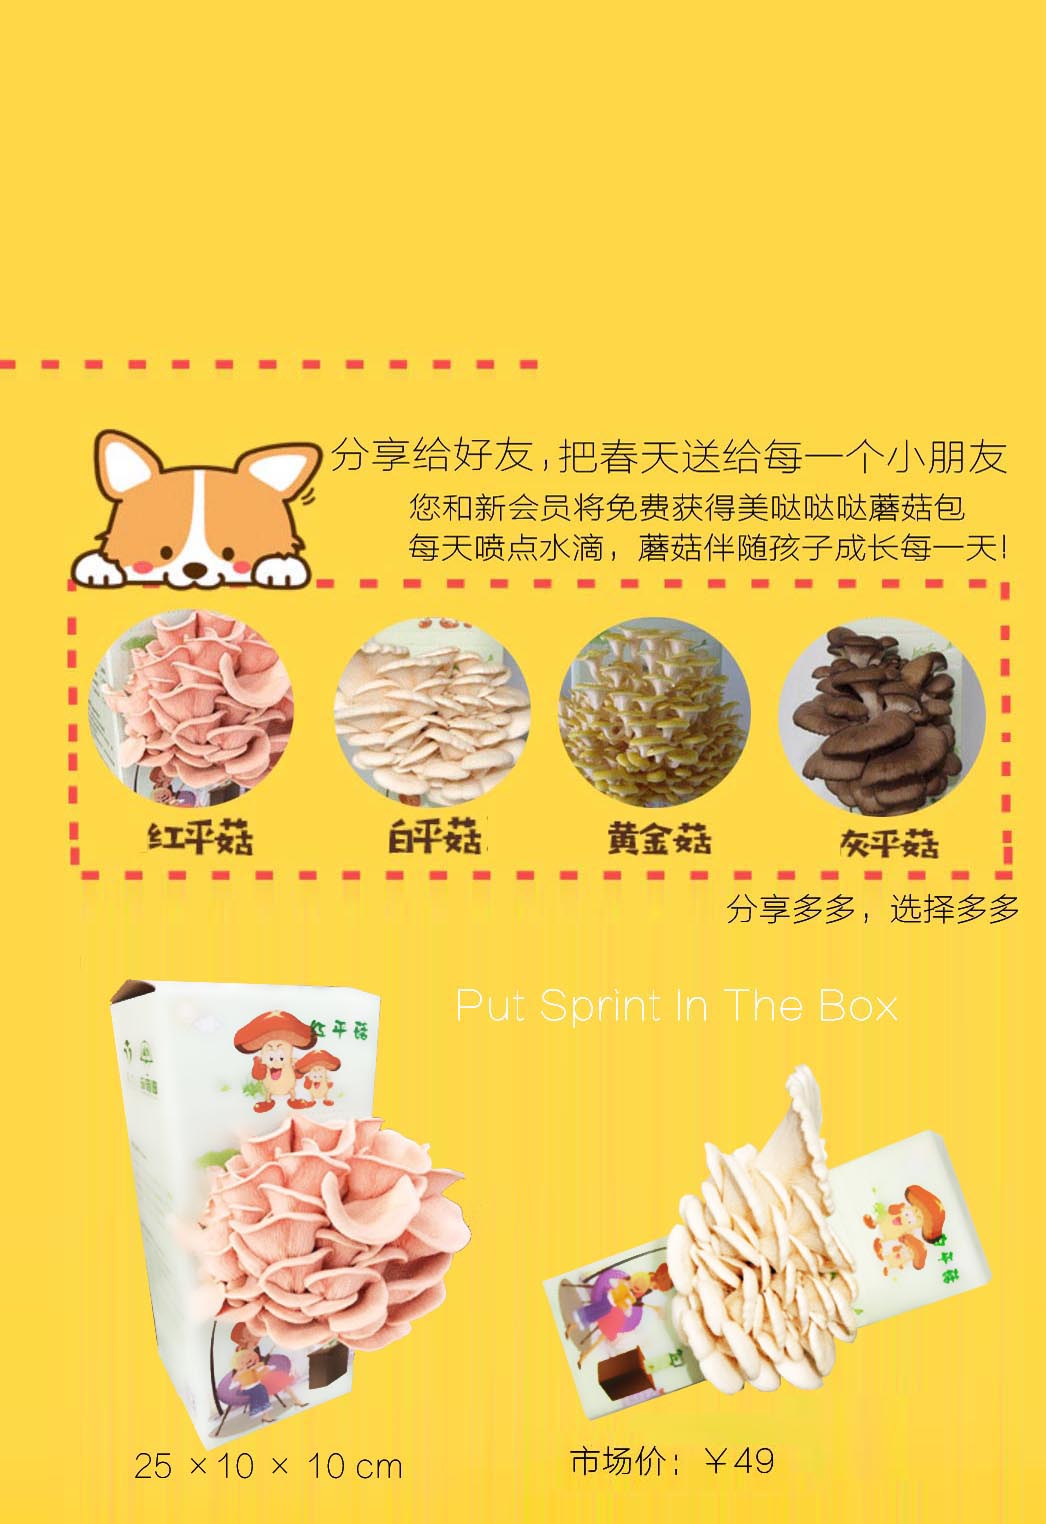 分享给好友,把春天送给每一个小朋友
您和新会员将免费获得美哒哒哒蘑菇包
每天喷点水滴，蘑菇伴随孩子成长每一天！
红平菇
白平菇
黄金菇
灰平菇
分享多多，选择多多
Put Sprint In The Box
红平菇
白平菇
25 ×10 × 10 cm
市场价：￥49